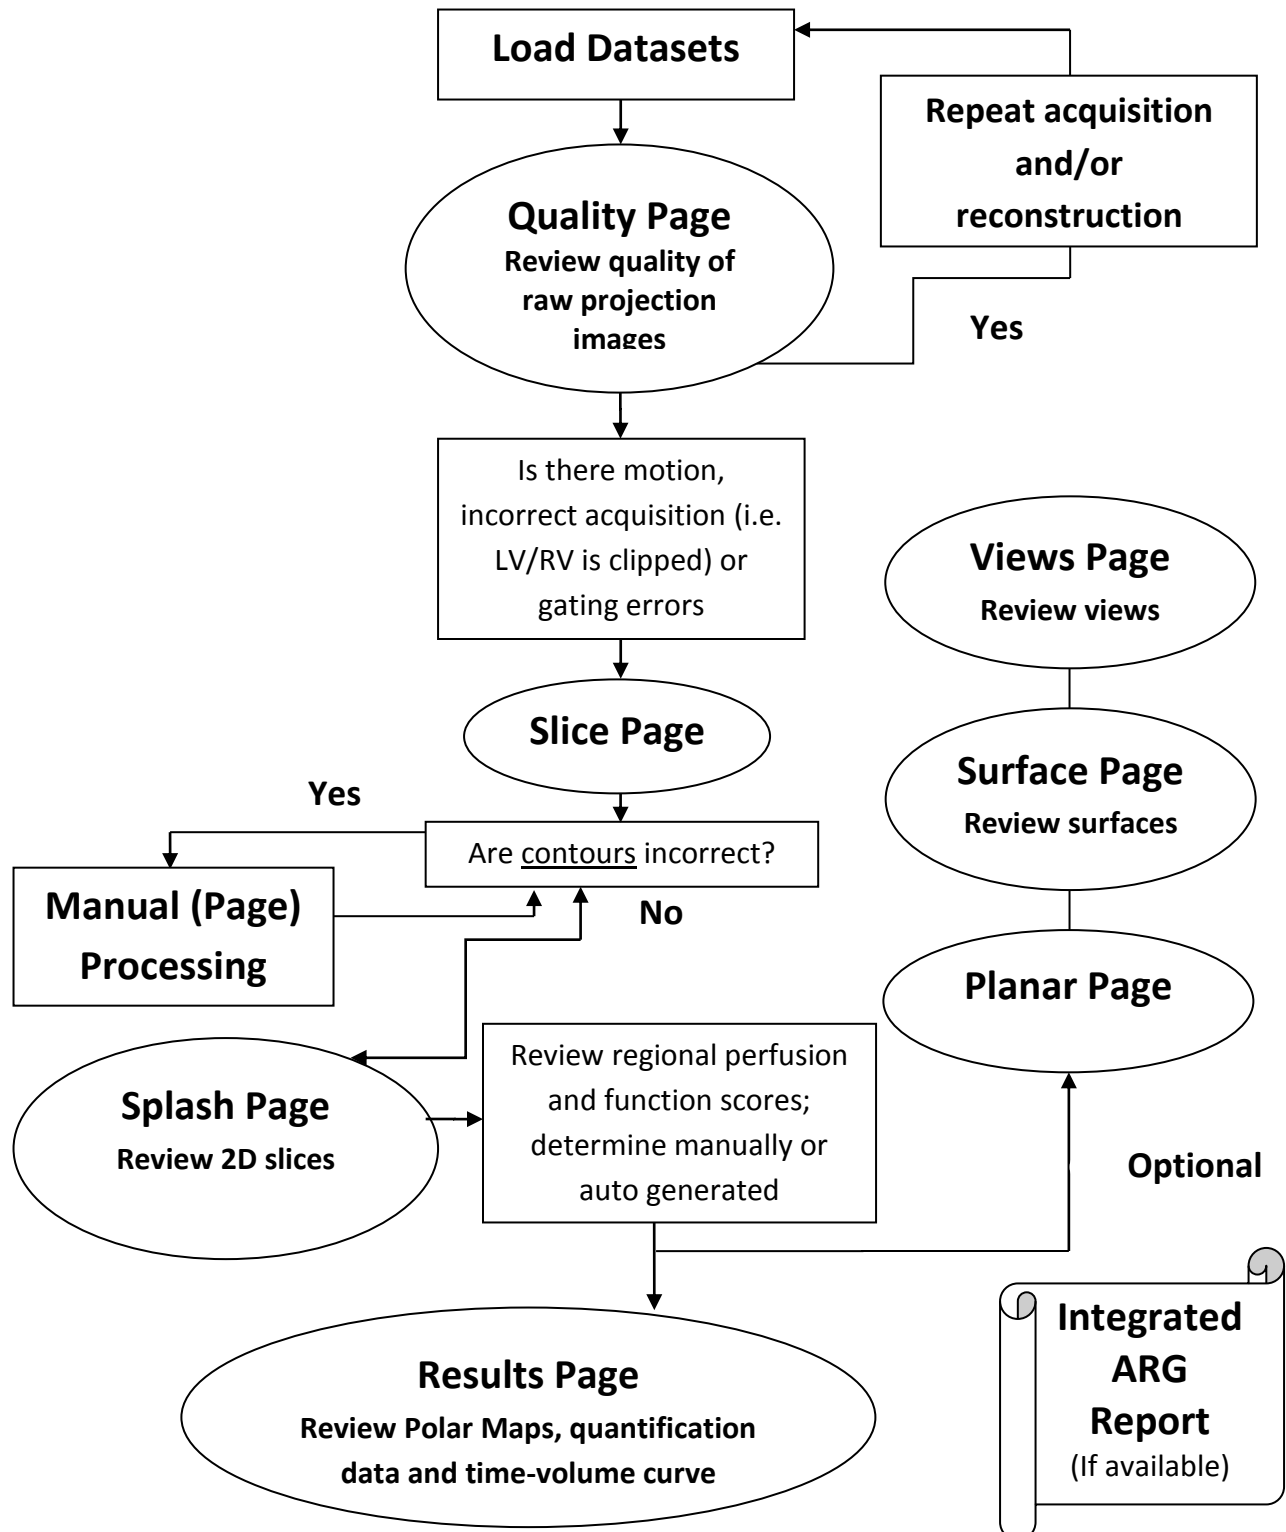 Load Datasets
Repeat acquisition
and/or
reconstruction
Quality Page
Review quality of
raw projection
images
Yes
Is there motion,
incorrect acquisition (i.e.
LV/RV is clipped) or
gating errors
Views Page
Review views
Slice Page
Surface Page
Review surfaces
Yes
Are contours incorrect?
No
Manual (Page)
Processing
Planar Page
Splash Page
Review 2D slices
Review regional perfusion
and function scores;
determine manually or
auto generated
Optional
Results Page
Review Polar Maps, quantification
data and time-volume curve
Integrated
ARG
Report
(If available)